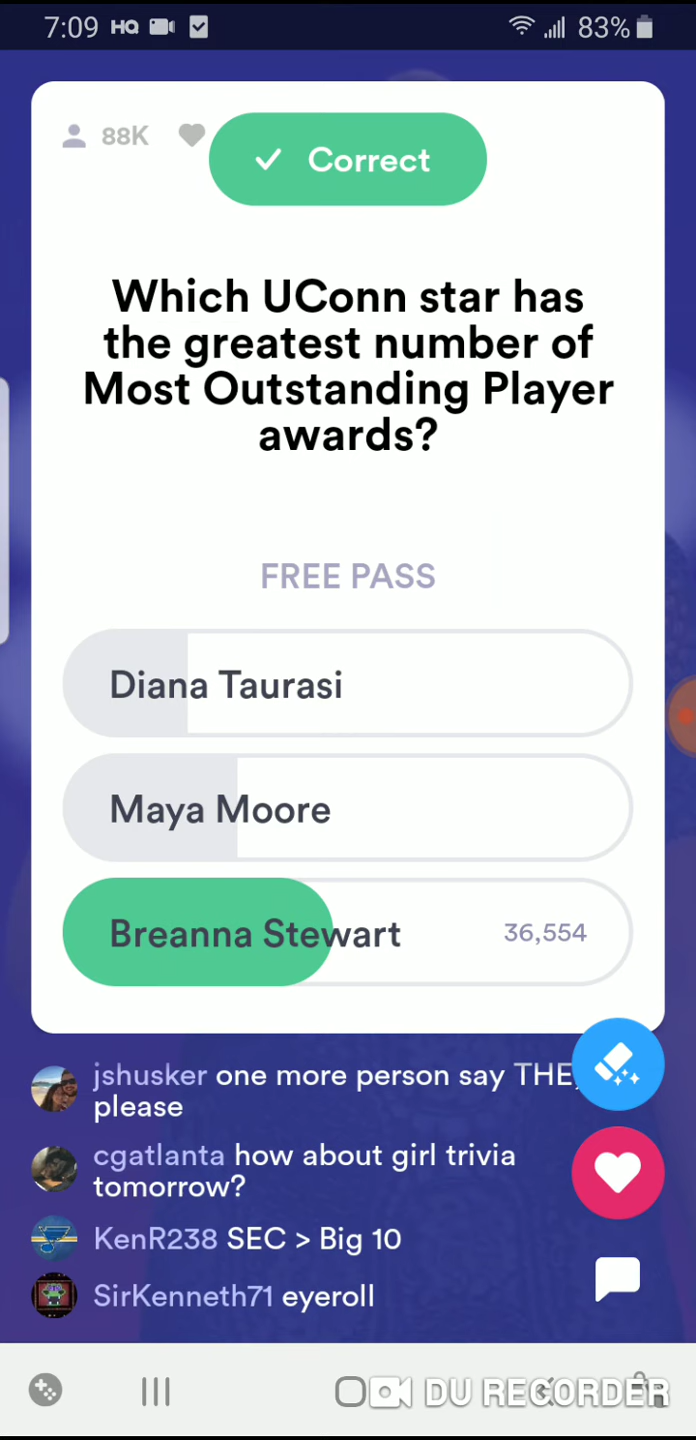 7:09 HQ 83%
88K
Correct
Which UConn star has
the greatest number of
Most Outstanding Player
awards?
FREE PASS
Diana Taurasi
Maya Moore
Breanna Stewart 36,554
jshusker one more person say THE,
please
cgatlanta how about girl trivia
tomorrow?
KenR238 SEC > Big 10
SirKenneth71 eyeroll
DU RECORDER